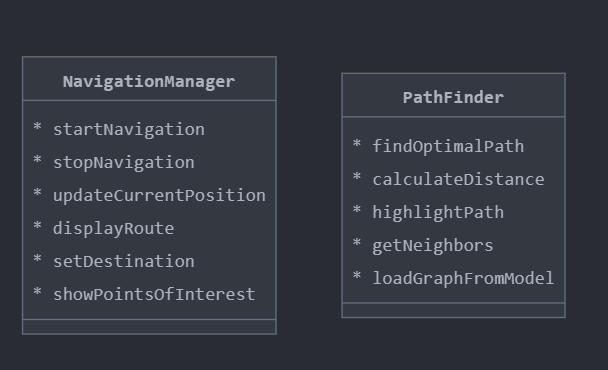 NavigationManager
* startNavigation
* stopNavigation
* updateCurrentPosition
* displayRoute
* setDestination
* showPointsOfInterest
PathFinder
* findOptimalPath
* calculateDistance
* highlightPath
* getNeighbors
* loadGraphFromModel